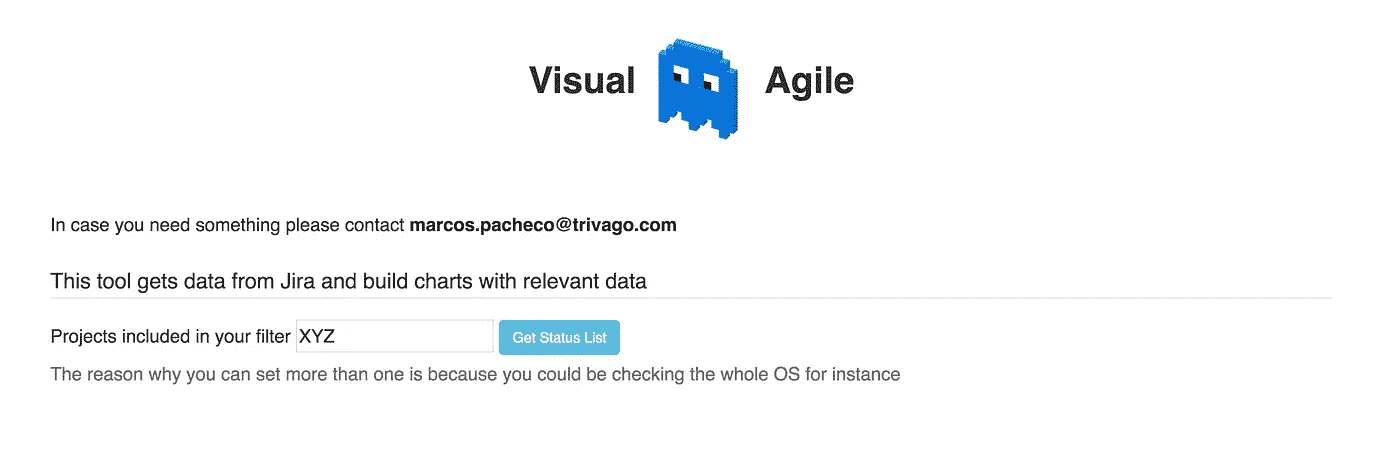 Visual Agile
In case you need something please contact marcos.pacheco@trivago.com
This tool gets data from Jira and build charts with relevant data
Projects included in your filter XYZ Get Status List
The reason why you can set more than one is because you could be checking the whole OS for instance